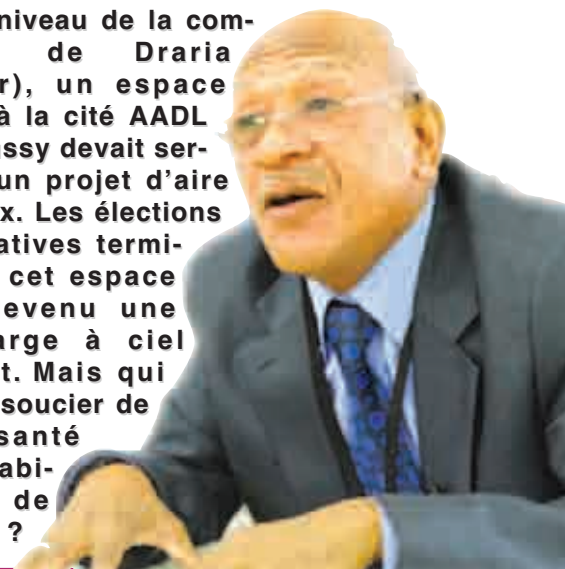 niveau de la com-
de Draria
r), un espace
à la cité AADL
ssy devait ser-
un projet d’aire
x. Les élections
atives termi-
cet espace
evenu une
arge à ciel
t. Mais qui
soucier de
santé
abi-
de
?